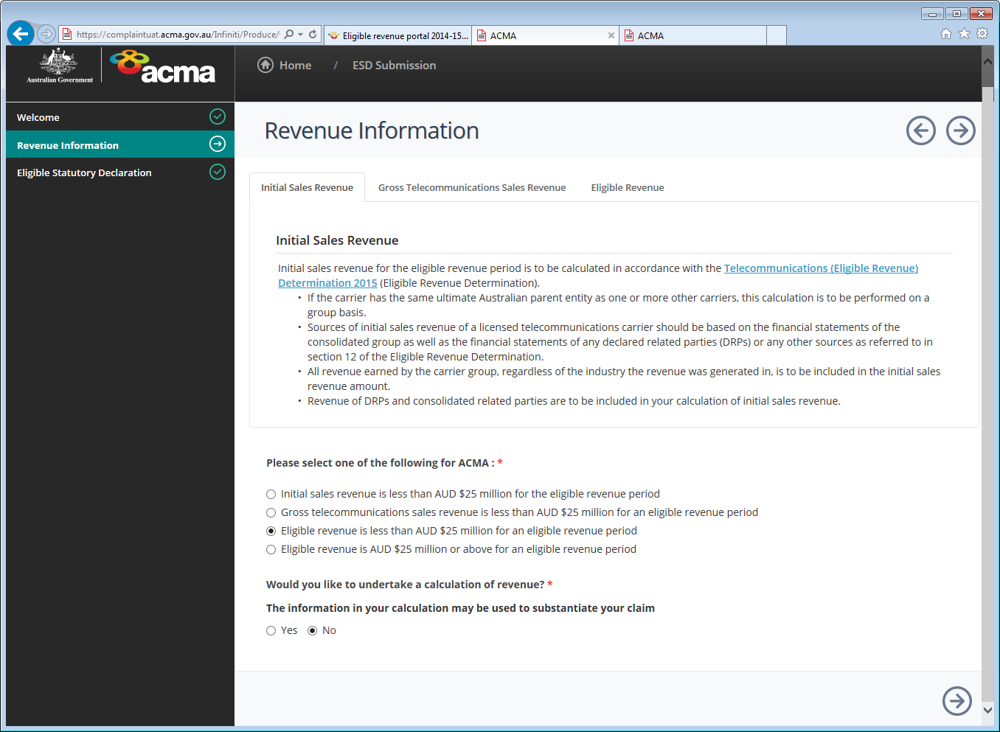 https://complaintuat.acma.gov.au/Infiniti/Produce/
Eligible revenue portal 2014-15...
ACMA
ACMA
Australian Government
acma
Home / ESD Submission
Welcome
Revenue Information
Eligible Statutory Declaration
Revenue Information
Initial Sales Revenue
Gross Telecommunications Sales Revenue
Eligible Revenue
Initial Sales Revenue
Initial sales revenue for the eligible revenue period is to be calculated in accordance with the Telecommunications (Eligible Revenue)
Determination 2015 (Eligible Revenue Determination).
• If the carrier has the same ultimate Australian parent entity as one or more other carriers, this calculation is to be performed on a
group basis.
• Sources of initial sales revenue of a licensed telecommunications carrier should be based on the financial statements of the
consolidated group as well as the financial statements of any declared related parties (DRPs) or any other sources as referred to in
section 12 of the Eligible Revenue Determination.
• All revenue earned by the carrier group, regardless of the industry the revenue was generated in, is to be included in the initial sales
revenue amount.
• Revenue of DRPs and consolidated related parties are to be included in your calculation of initial sales revenue.
Please select one of the following for ACMA : *
Initial sales revenue is less than AUD $25 million for the eligible revenue period
Gross telecommunications sales revenue is less than AUD $25 million for an eligible revenue period
Eligible revenue is less than AUD $25 million for an eligible revenue period
Eligible revenue is AUD $25 million or above for an eligible revenue period
Would you like to undertake a calculation of revenue? *
The information in your calculation may be used to substantiate your claim
Yes No